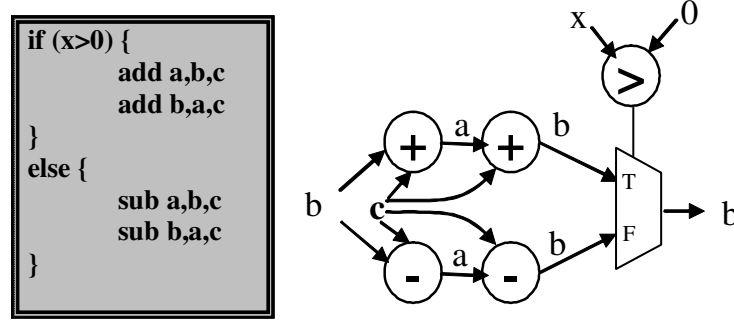 if (x>0) {
add a,b,c
add b,a,c
}
else {
sub a,b,c
sub b,a,c
}
x 0
>
+ a + b
b c
T
F
b
- a - b